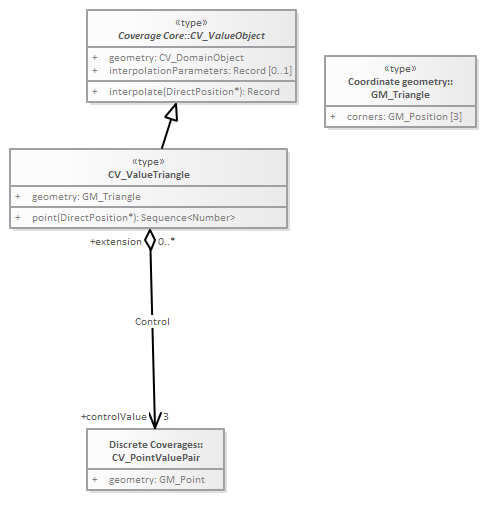 «type»
Coverage Core::CV_ValueObject
+ geometry: CV_DomainObject
+ interpolationParameters: Record [0..1]
+ interpolate(DirectPosition*): Record
«type»
Coordinate geometry::
GM_Triangle
+ corners: GM_Position [3]
«type»
CV_ValueTriangle
+ geometry: GM_Triangle
+ point(DirectPosition*): Sequence<Number>
+extension 0..*
Control
+controlValue 3
Discrete Coverages::
CV_PointValuePair
+ geometry: GM_Point